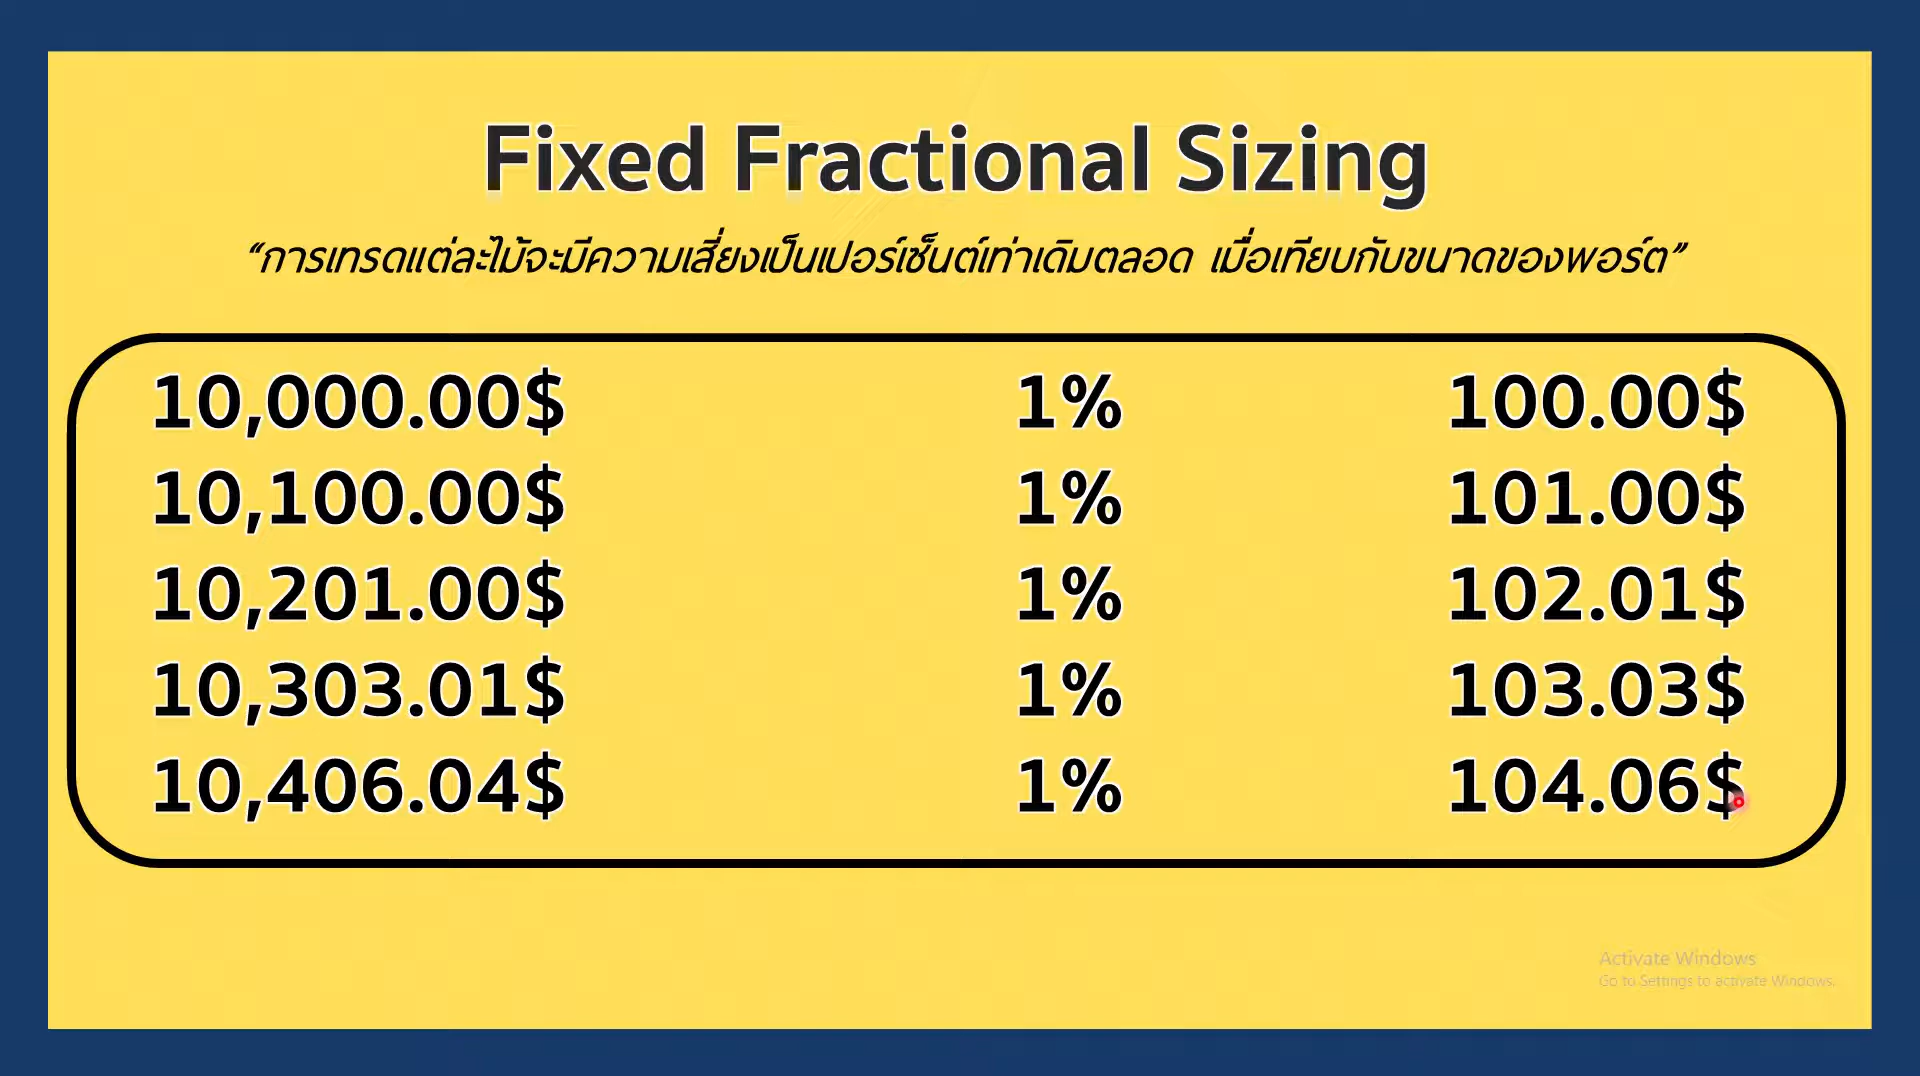 Fixed Fractional Sizing
“การเทรดแต่ละไม้จะมีความเสี่ยงเป็นเปอร์เซ็นต์เท่าเดิมตลอด เมื่อเทียบกับขนาดของพอร์ต”
10,000.00$ 1% 100.00$
10,100.00$ 1% 101.00$
10,201.00$ 1% 102.01$
10,303.01$ 1% 103.03$
10,406.04$ 1% 104.06$
Activate Windows
Go to Settings to activate Windows.